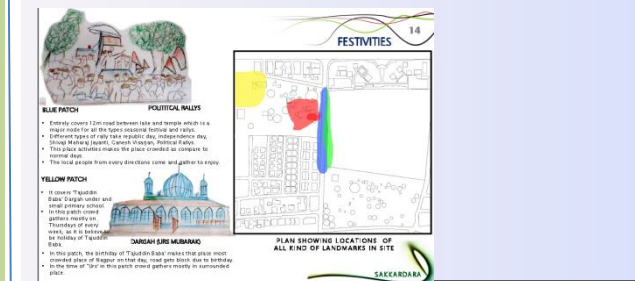 14
FESTIVITIES
BLUE PATCH
POLITITCAL RALLYS
• Entirely covers 12m road between lake and temple which is a
major node for all the types seasonal festival and rallys.
• Different types of rally take republic day, independence day,
Shivaji Maharaj Jayanti, Ganesh Visarjan, Political Rallys.
• This place activities makes the place crowded as compare to
normal days.
• The local people from every directions come and gather to enjoy.
YELLOW PATCH
• It covers 'Tajuddin
Baba' Dargah under and
small primary school.
• In this patch crowd
gathers mostly on
Thursdays of every
week, as it is believe to
be holiday of Tajuddin
Baba.
DARGAH (URS MUBARAK)
• In this patch, the birthday of 'Tajuddin Baba' makes that place most
crowded place of Nagpur on that day, road gets block due to birthday.
• In the time of 'Urs' in this patch crowd gathers mostly in surrounded
place.
PLAN SHOWING LOCATIONS OF
ALL KIND OF LANDMARKS IN SITE
SAKKARDARA